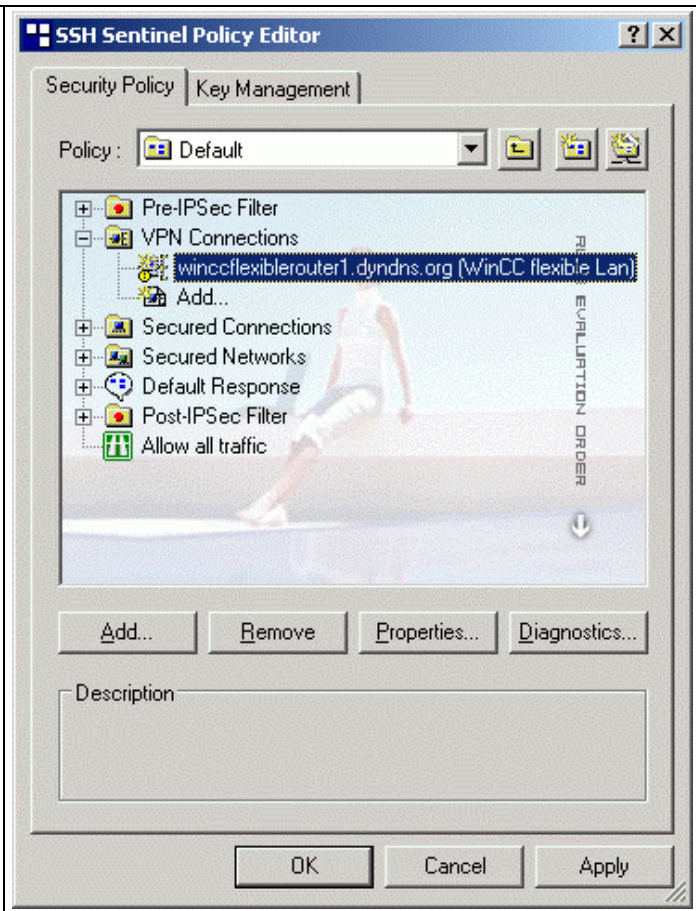 SSH Sentinel Policy Editor
Security Policy Key Management
Policy : Default
Pre-IPSec Filter
VPN Connections
winccflexiblerouter1.dyndns.org (WinCC flexible Lan)
Add...
Secured Connections
Secured Networks
Default Response
Post-IPSec Filter
Allow all traffic
RULES EVALUATION ORDER
Add... Remove Properties... Diagnostics...
Description
OK Cancel Apply